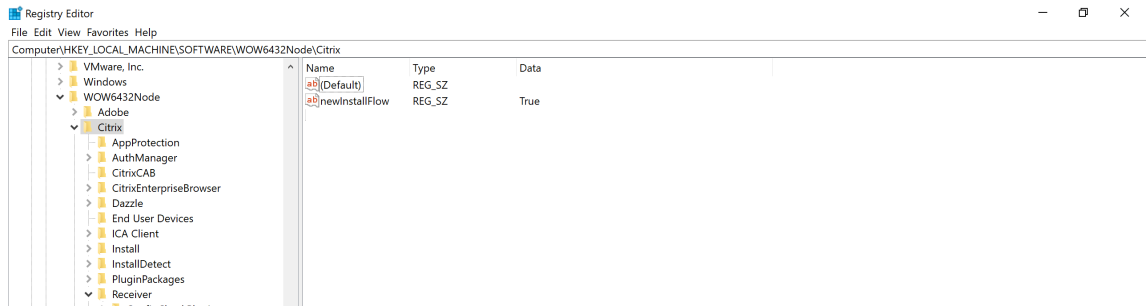 Registry Editor
File Edit View Favorites Help
Computer\HKEY_LOCAL_MACHINE\SOFTWARE\WOW6432Node\Citrix
VMware, Inc.
Windows
WOW6432Node
Adobe
Citrix
AppProtection
AuthManager
CitrixCAB
CitrixEnterpriseBrowser
Dazzle
End User Devices
ICA Client
Install
InstallDetect
PluginPackages
Receiver
Name Type Data
ab (Default) REG_SZ
ab newInstallFlow REG_SZ True